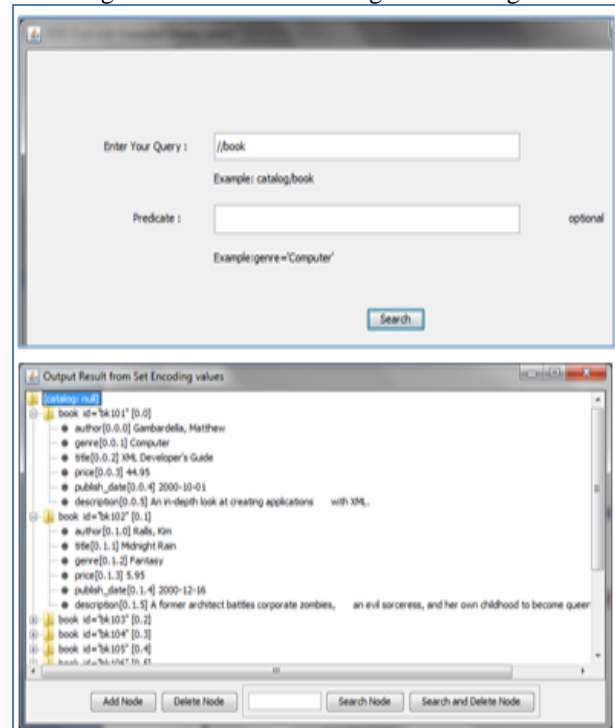 Enter Your Query : //book
Example: catalog/book
Predicate : optional
Example:genre='Computer'
Search
Output Result from Set Encoding values
[catalog: null]
book id="bk101" [0.0]
author[0.0.0] Gambardella, Matthew
genre[0.0.1] Computer
title[0.0.2] XML Developer's Guide
price[0.0.3] 44.95
publish_date[0.0.4] 2000-10-01
description[0.0.5] An in-depth look at creating applications with XML.
book id="bk102" [0.1]
author[0.1.0] Ralls, Kim
title[0.1.1] Midnight Rain
genre[0.1.2] Fantasy
price[0.1.3] 5.95
publish_date[0.1.4] 2000-12-16
description[0.1.5] A former architect battles corporate zombies, an evil sorceress, and her own childhood to become queen
book id="bk103" [0.2]
book id="bk104" [0.3]
book id="bk105" [0.4]
book id="bk106" [0.5]
Add Node Delete Node Search Node Search and Delete Node